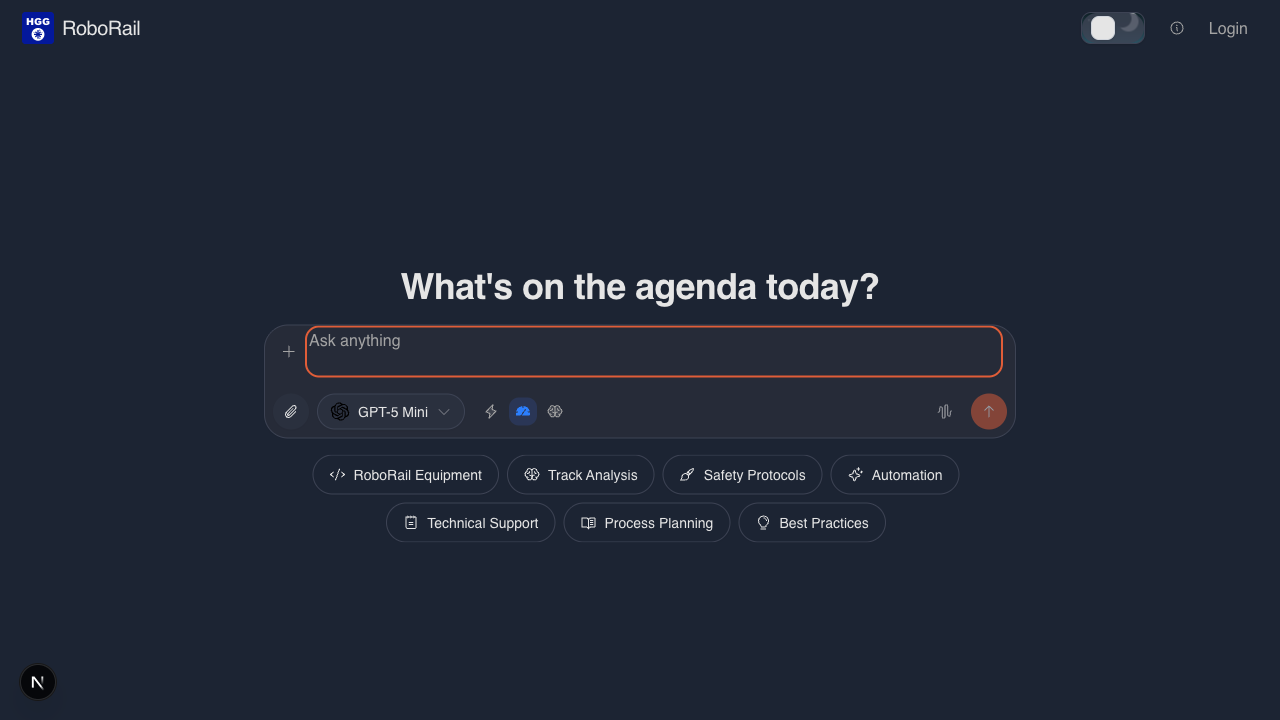 HGG
RoboRail
Login
What's on the agenda today?
Ask anything
GPT-5 Mini
RoboRail Equipment
Track Analysis
Safety Protocols
Automation
Technical Support
Process Planning
Best Practices
N